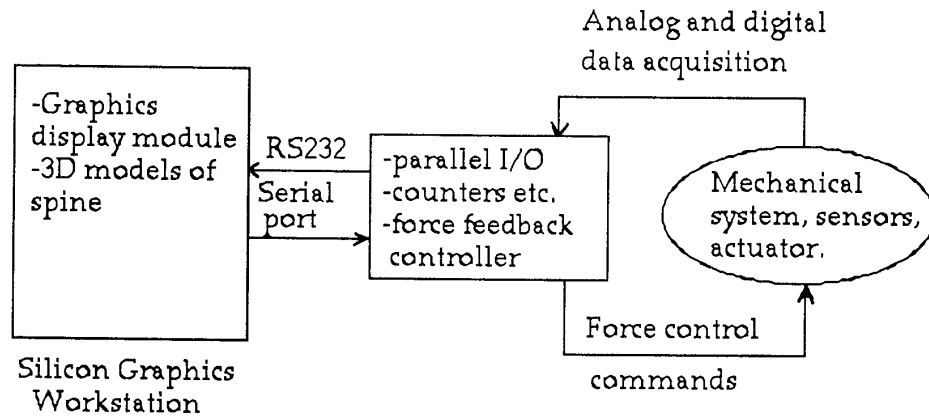 Analog and digital
data acquisition
-Graphics
display module
-3D models of
spine
RS232
Serial
port
-parallel I/O
-counters etc.
-force feedback
controller
Mechanical
system, sensors,
actuator.
Force control
commands
Silicon Graphics
Workstation